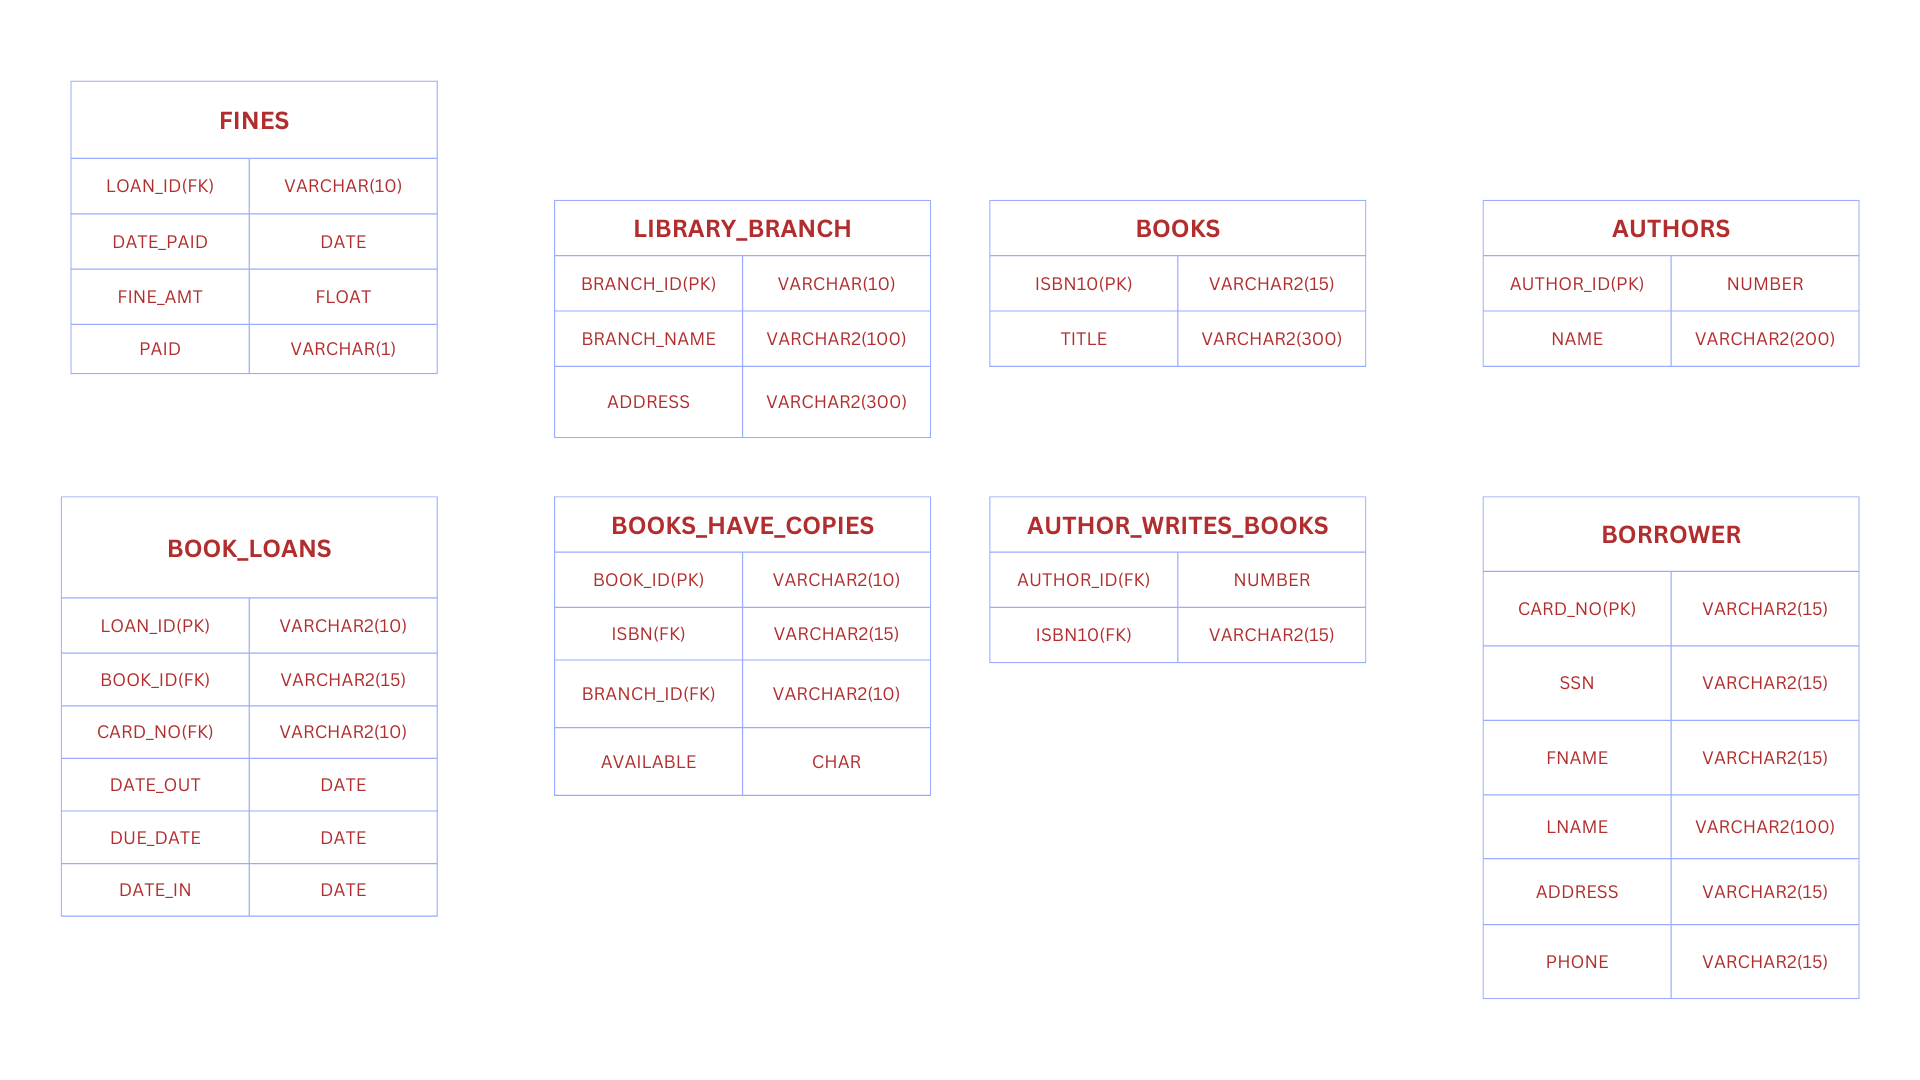 FINES
LOAN_ID(FK) VARCHAR(10)
DATE_PAID DATE
FINE_AMT FLOAT
PAID VARCHAR(1)
LIBRARY_BRANCH
BRANCH_ID(PK) VARCHAR(10)
BRANCH_NAME VARCHAR2(100)
ADDRESS VARCHAR2(300)
BOOKS
ISBN10(PK) VARCHAR2(15)
TITLE VARCHAR2(300)
AUTHORS
AUTHOR_ID(PK) NUMBER
NAME VARCHAR2(200)
BOOK_LOANS
LOAN_ID(PK) VARCHAR2(10)
BOOK_ID(FK) VARCHAR2(15)
CARD_NO(FK) VARCHAR2(10)
DATE_OUT DATE
DUE_DATE DATE
DATE_IN DATE
BOOKS_HAVE_COPIES
BOOK_ID(PK) VARCHAR2(10)
ISBN(FK) VARCHAR2(15)
BRANCH_ID(FK) VARCHAR2(10)
AVAILABLE CHAR
AUTHOR_WRITES_BOOKS
AUTHOR_ID(FK) NUMBER
ISBN10(FK) VARCHAR2(15)
BORROWER
CARD_NO(PK) VARCHAR2(15)
SSN VARCHAR2(15)
FNAME VARCHAR2(15)
LNAME VARCHAR2(100)
ADDRESS VARCHAR2(15)
PHONE VARCHAR2(15)